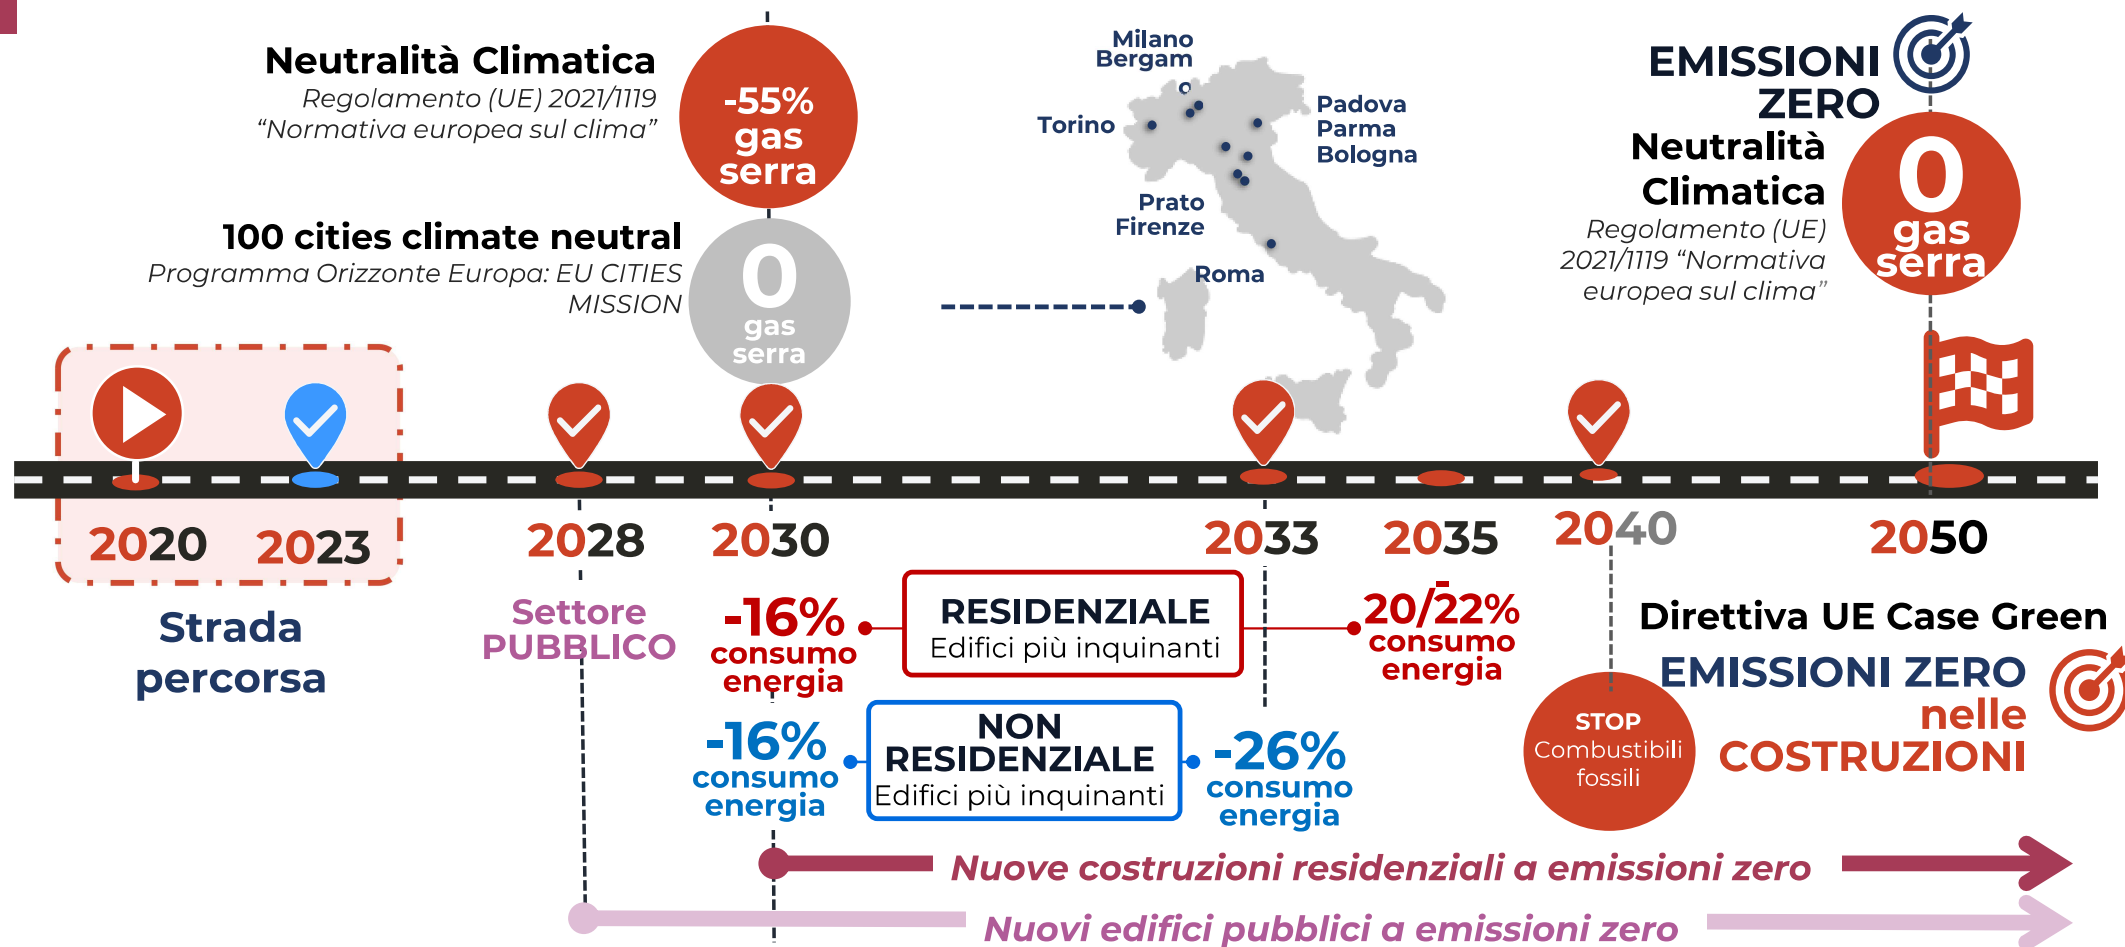 Neutralità Climatica
Regolamento (UE) 2021/1119
“Normativa europea sul clima”
-55%
gas
serra
100 cities climate neutral
Programma Orizzonte Europa: EU CITIES
MISSION
0
gas
serra
Milano
Bergam
Torino
Padova
Parma
Bologna
Prato
Firenze
Roma
EMISSIONI
ZERO
Neutralità
Climatica
Regolamento (UE)
2021/1119 “Normativa
europea sul clima”
0
gas
serra
2020
2023
2028
2030
2033
2035
2040
2050
Strada
percorsa
Settore
PUBBLICO
-16%
consumo
energia
RESIDENZIALE
Edifici più inquinanti
-
20/22%
consumo
energia
-16%
consumo
energia
NON
RESIDENZIALE
Edifici più inquinanti
-26%
consumo
energia
STOP
Combustibili
fossili
Direttiva UE Case Green
EMISSIONI ZERO
nelle
COSTRUZIONI
Nuove costruzioni residenziali a emissioni zero
Nuovi edifici pubblici a emissioni zero